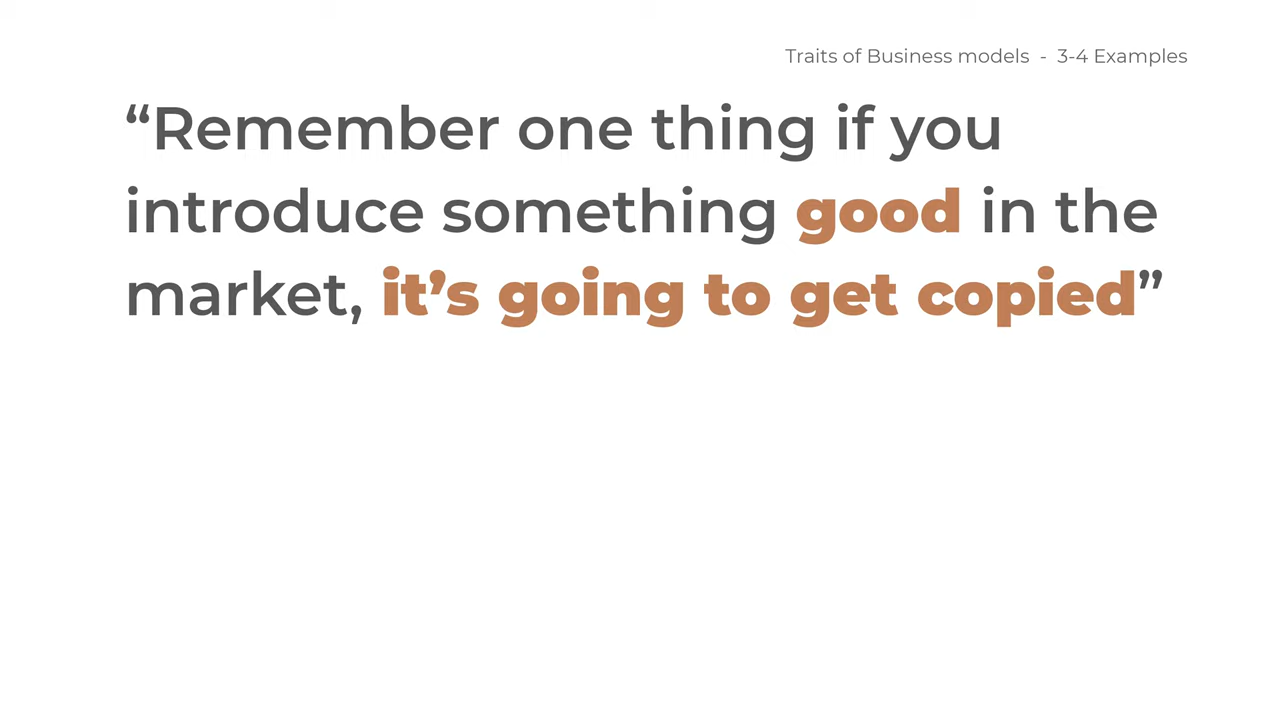 Traits of Business models - 3-4 Examples
“Remember one thing if you
introduce something good in the
market, it’s going to get copied”